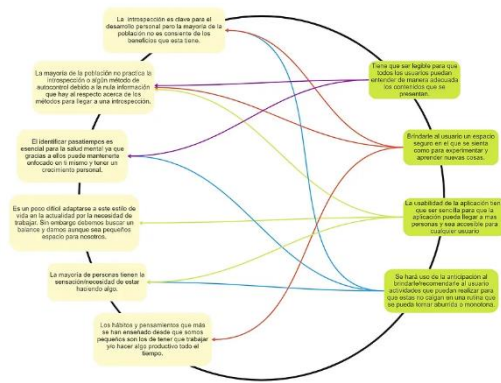 La introspección es clave para el
desarrollo personal pero la mayoría de la
población no es consiente de los
beneficios que esta tiene.
La mayoría de la población no practica la
introspección o algún método de
autocontrol debido a la nula información
que hay al respecto acerca de los
métodos para llegar a una introspección.
El identificar pasatiempos es
esencial para la salud mental ya que
gracias a ellos puede mantenerte
enfocado en ti mismo y tener un
crecimiento personal.
Es un poco difícil adaptarse a este estilo de
vida en la actualidad por la necesidad de
trabajar. Sin embargo debemos buscar un
balance y darnos aunque sea pequeños
espacio para nosotros.
La mayoría de personas tienen la
sensación/necesidad de estar
haciendo algo.
Los hábitos y pensamientos que más
se han enseñado desde que somos
pequeños son los de tener que trabajar
y/o hacer algo productivo todo el
tiempo.
Tiene que ser legible para que
todos los usuarios puedan
entender de manera adecuada
los contenidos que se
presentan.
Brindarle al usuario un espacio
seguro en el que se sienta
como para experimentar y
aprender nuevas cosas.
La usabilidad de la aplicación tien
que ser sencilla para que la
aplicación pueda llegar a mas
personas y sea accesible para
cualquier usuario
Se hará uso de la anticipación al
brindarle/recomendarle al usuario
actividades que puedan realizar para
que estas no caigan en una rutina que
se pueda tornar aburrida o monótona.